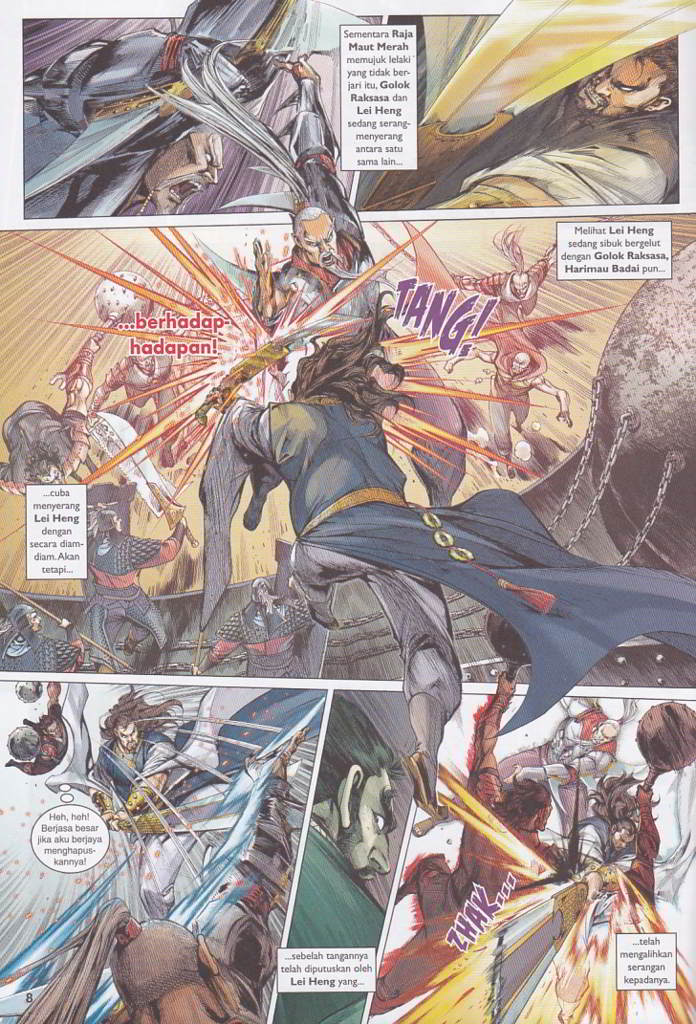 Sementara Raja
Maut Merah
memujuk lelaki
yang tidak ber-
jari itu, Golok
Raksasa dan
Lei Heng
sedang serang-
menyerang
antara satu
sama lain...
Melihat Lei Heng
sedang sibuk bergelut
dengan Golok Raksasa,
Harimau Badai pun...
...berhadap-
hadapan!
TANG!
...cuba
menyerang
Lei Heng
dengan
secara diam-
diam. Akan
tetapi...
Heh, heh!
Berjasa besar
jika aku berjaya
menghapus-
kannya!
...sebelah tangannya
telah diputuskan oleh
Lei Heng yang...
ZHAK...
...telah
mengalihkan
serangan
kepadanya.
8